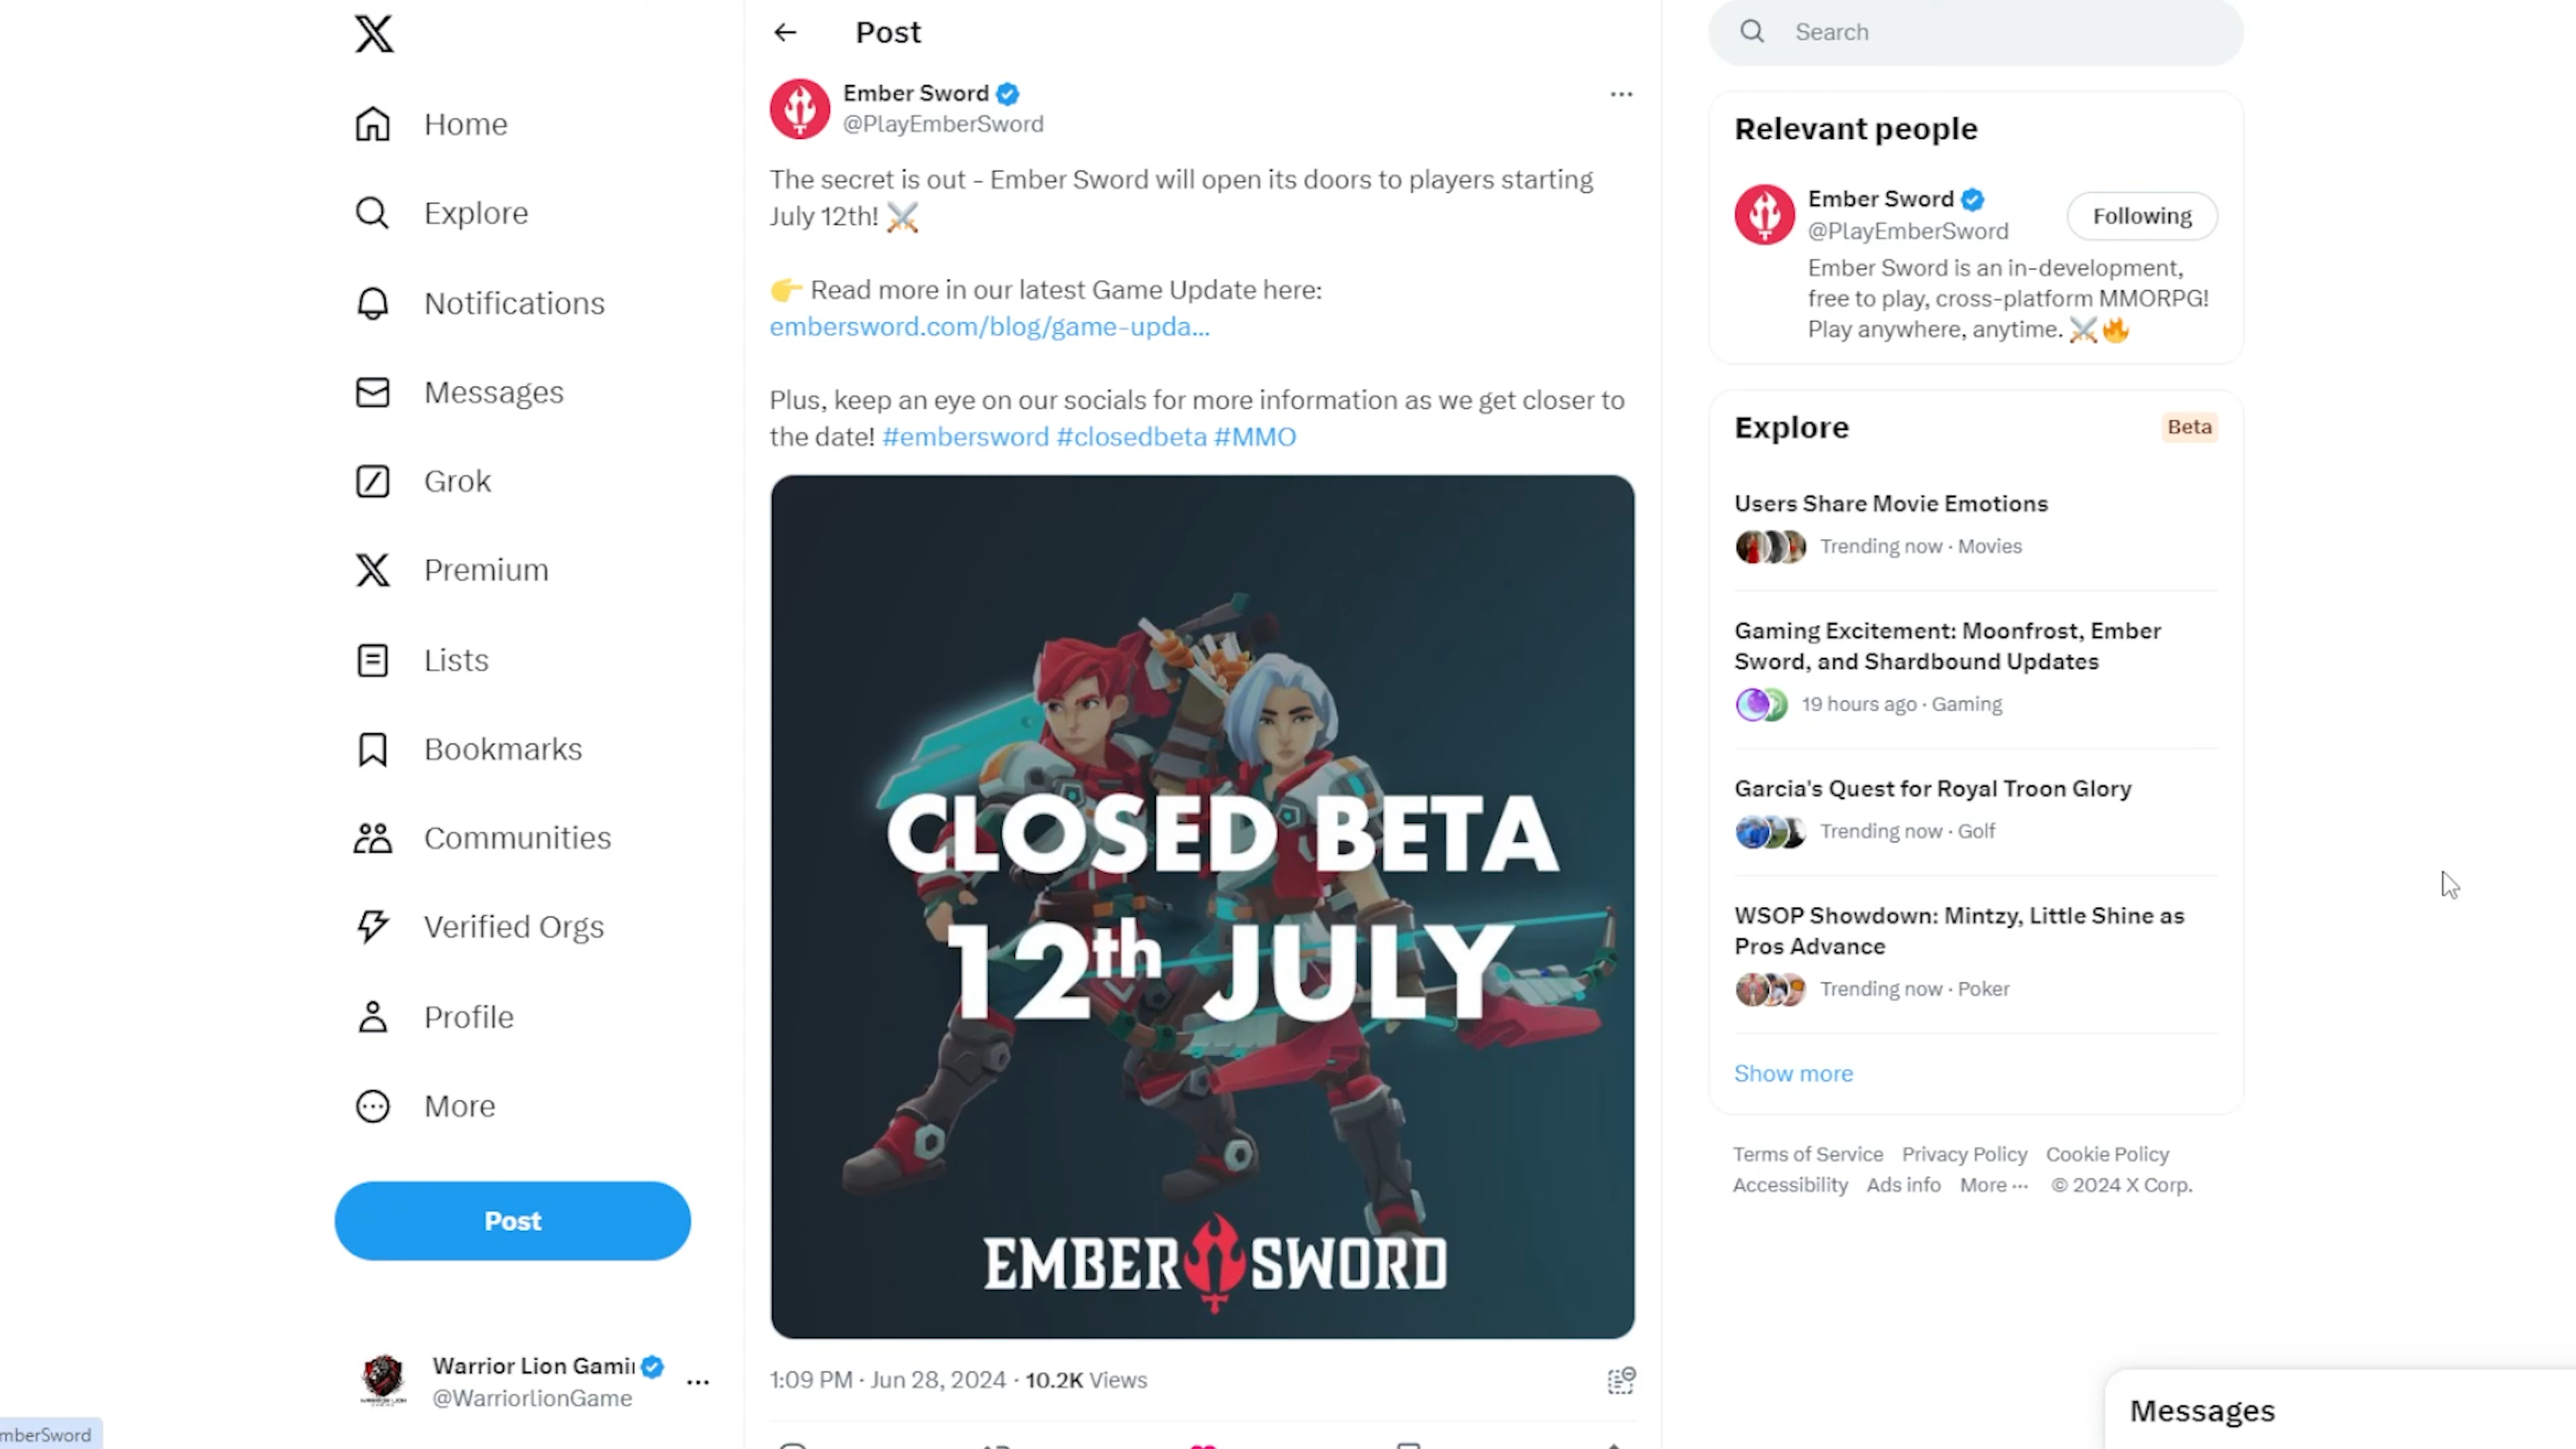 Home
Explore
Notifications
Messages
Grok
Premium
Lists
Bookmarks
Communities
Verified Orgs
Profile
More
Post
Warrior Lion Gami
@WarriorlionGame
mberSword
Post
Ember Sword
@PlayEmberSword
The secret is out - Ember Sword will open its doors to players starting
July 12th! ⚔️
👉 Read more in our latest Game Update here:
embersword.com/blog/game-upda...
Plus, keep an eye on our socials for more information as we get closer to
the date! #embersword #closedbeta #MMO
CLOSED BETA
12th JULY
EMBER SWORD
1:09 PM · Jun 28, 2024 · 10.2K Views
Search
Relevant people
Ember Sword
@PlayEmberSword
Following
Ember Sword is an in-development,
free to play, cross-platform MMORPG!
Play anywhere, anytime. ⚔️🔥
Explore
Beta
Users Share Movie Emotions
Trending now · Movies
Gaming Excitement: Moonfrost, Ember
Sword, and Shardbound Updates
19 hours ago · Gaming
Garcia's Quest for Royal Troon Glory
Trending now · Golf
WSOP Showdown: Mintzy, Little Shine as
Pros Advance
Trending now · Poker
Show more
Terms of Service Privacy Policy Cookie Policy
Accessibility Ads info More ··· © 2024 X Corp.
Messages